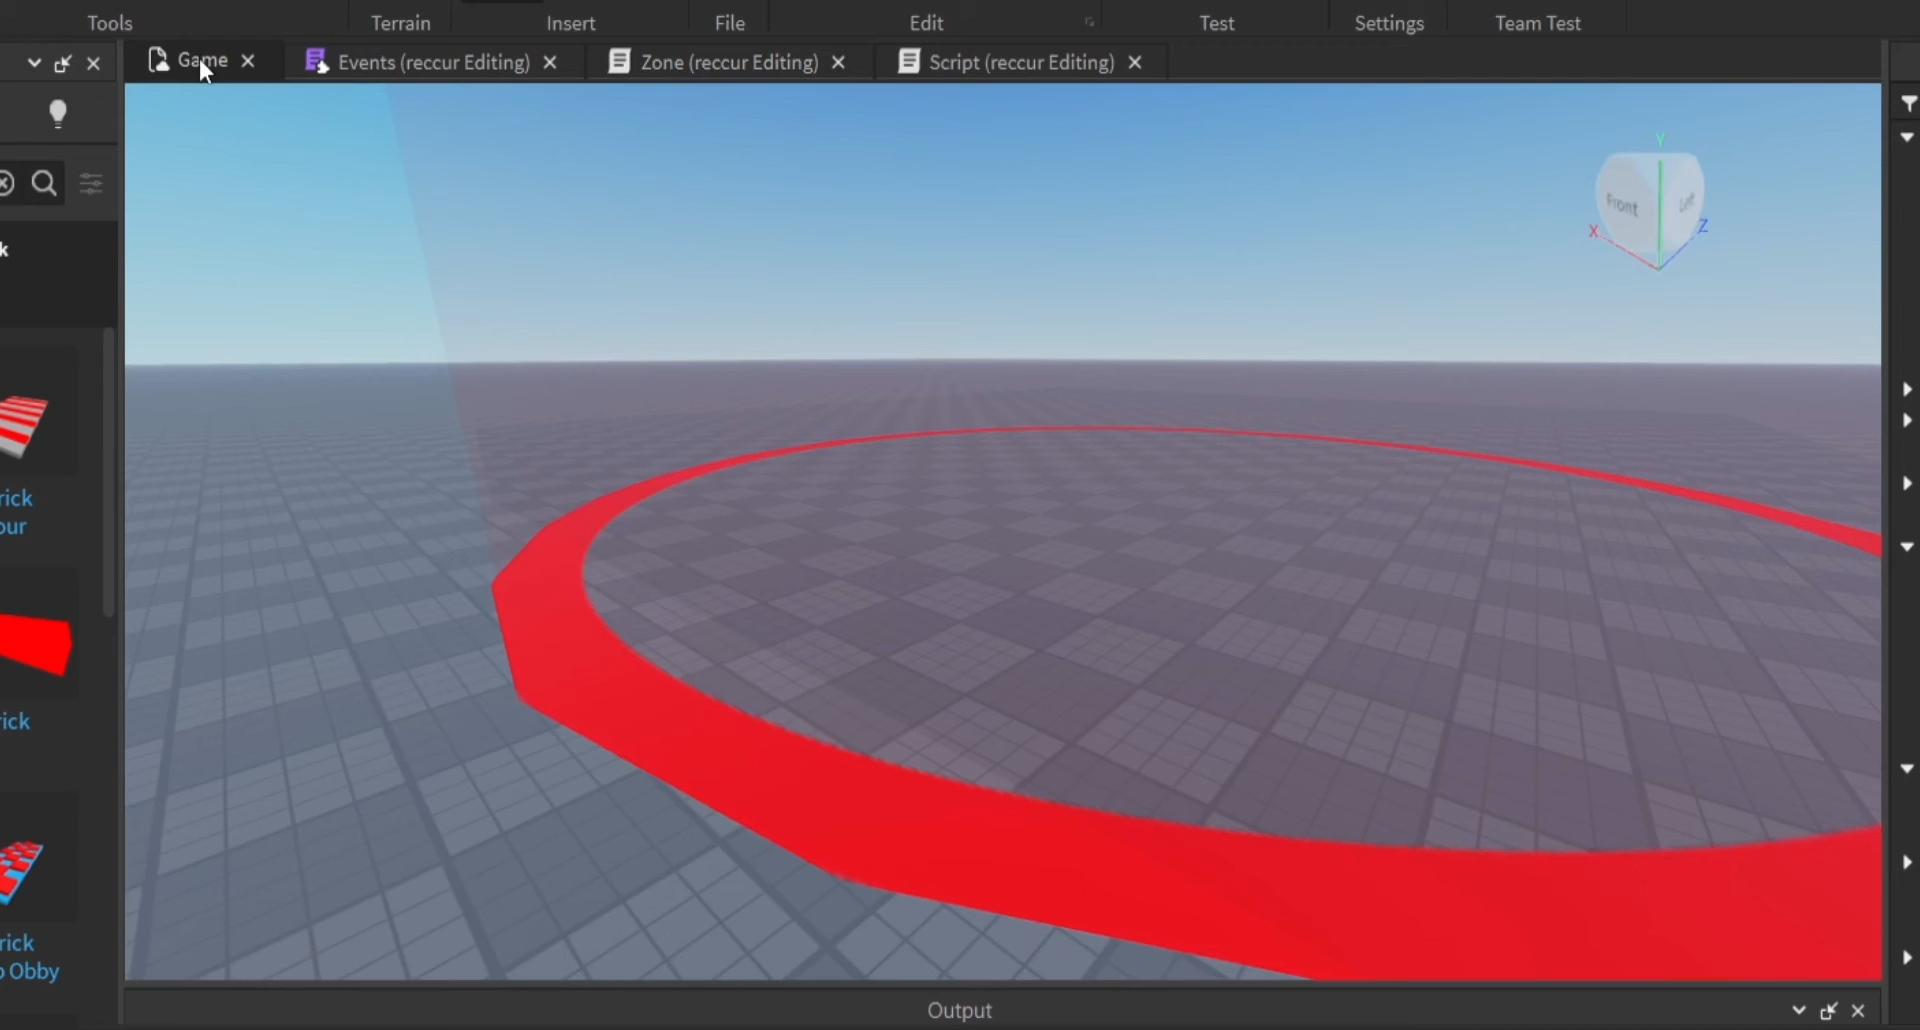 Tools Terrain Insert File Edit Test Settings Team Test
Game Events (reccur Editing) Zone (reccur Editing) Script (reccur Editing)
Y
Front Left
X Z
k
rick
our
rick
rick
o Obby
Output